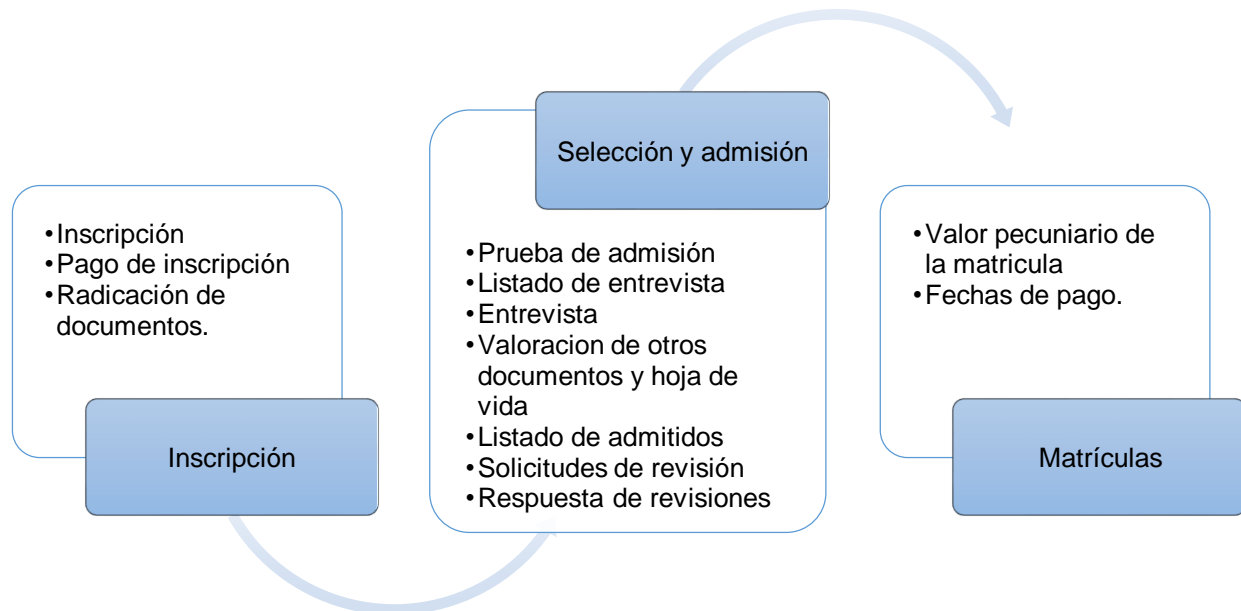 •Inscripción
•Pago de inscripción
•Radicación de
documentos.
Inscripción
Selección y admisión
•Prueba de admisión
•Listado de entrevista
•Entrevista
•Valoracion de otros
documentos y hoja de
vida
•Listado de admitidos
•Solicitudes de revisión
•Respuesta de revisiones
•Valor pecuniario de
la matricula
•Fechas de pago.
Matrículas